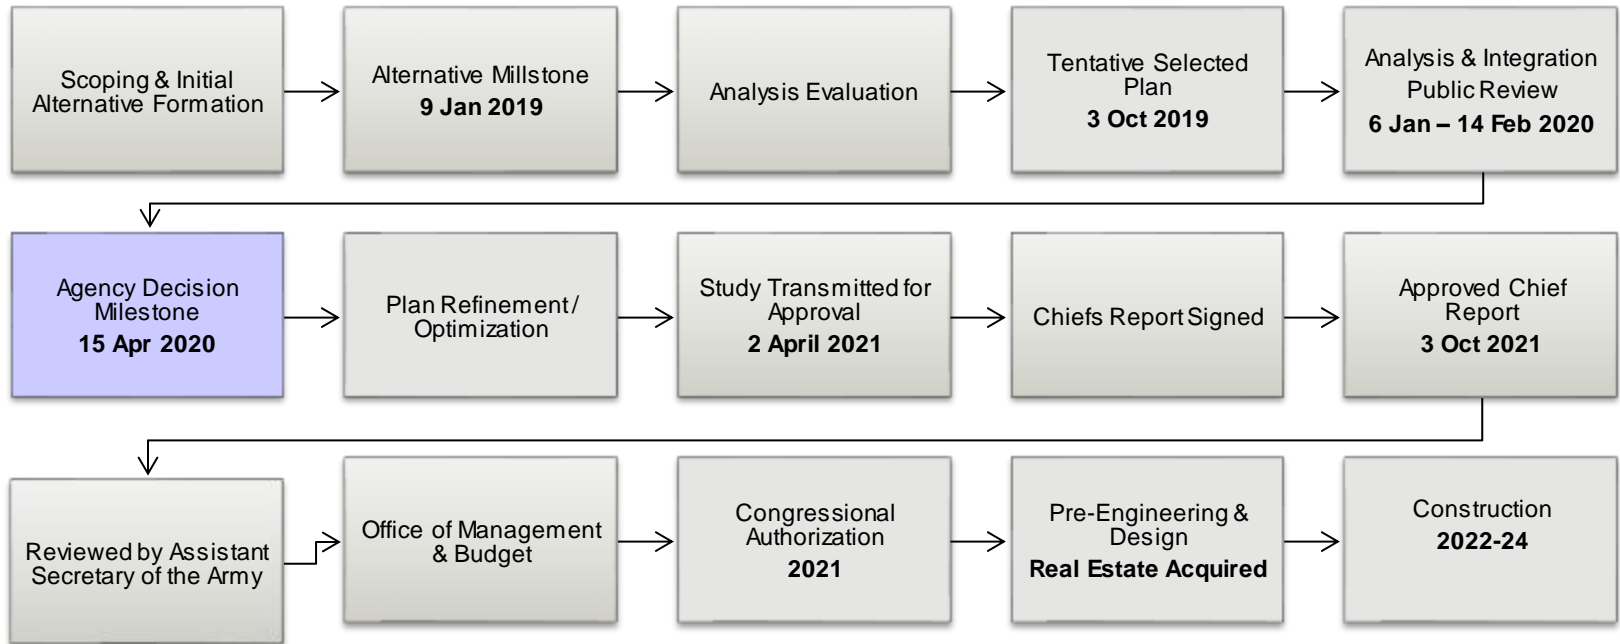 Scoping & Initial
Alternative Formation
Alternative Millstone
9 Jan 2019
Analysis Evaluation
Tentative Selected
Plan
3 Oct 2019
Analysis & Integration
Public Review
6 Jan – 14 Feb 2020
Agency Decision
Milestone
15 Apr 2020
Plan Refinement /
Optimization
Study Transmitted for
Approval
2 April 2021
Chiefs Report Signed
Approved Chief
Report
3 Oct 2021
Reviewed by Assistant
Secretary of the Army
Office of Management
& Budget
Congressional
Authorization
2021
Pre-Engineering &
Design
Real Estate Acquired
Construction
2022-24